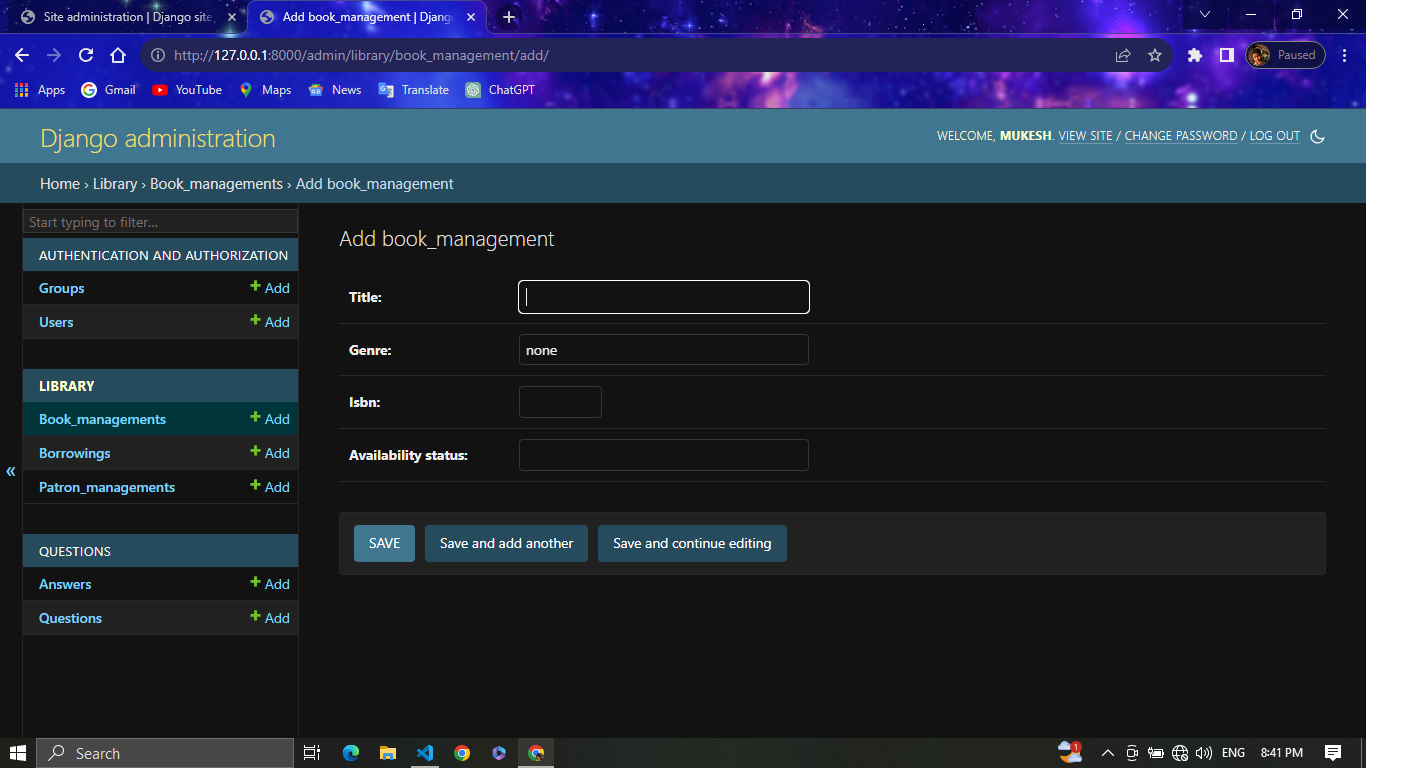 Site administration | Django site
Add book_management | Django
http://127.0.0.1:8000/admin/library/book_management/add/
Paused
Apps
Gmail
YouTube
Maps
News
Translate
ChatGPT
Django administration
WELCOME, MUKESH. VIEW SITE / CHANGE PASSWORD / LOG OUT
Home › Library › Book_managements › Add book_management
Start typing to filter...
AUTHENTICATION AND AUTHORIZATION
Groups + Add
Users + Add
LIBRARY
Book_managements + Add
Borrowings + Add
Patron_managements + Add
QUESTIONS
Answers + Add
Questions + Add
«
Add book_management
Title:
Genre: none
Isbn:
Availability status:
SAVE
Save and add another
Save and continue editing
Search
1
ENG
8:41 PM